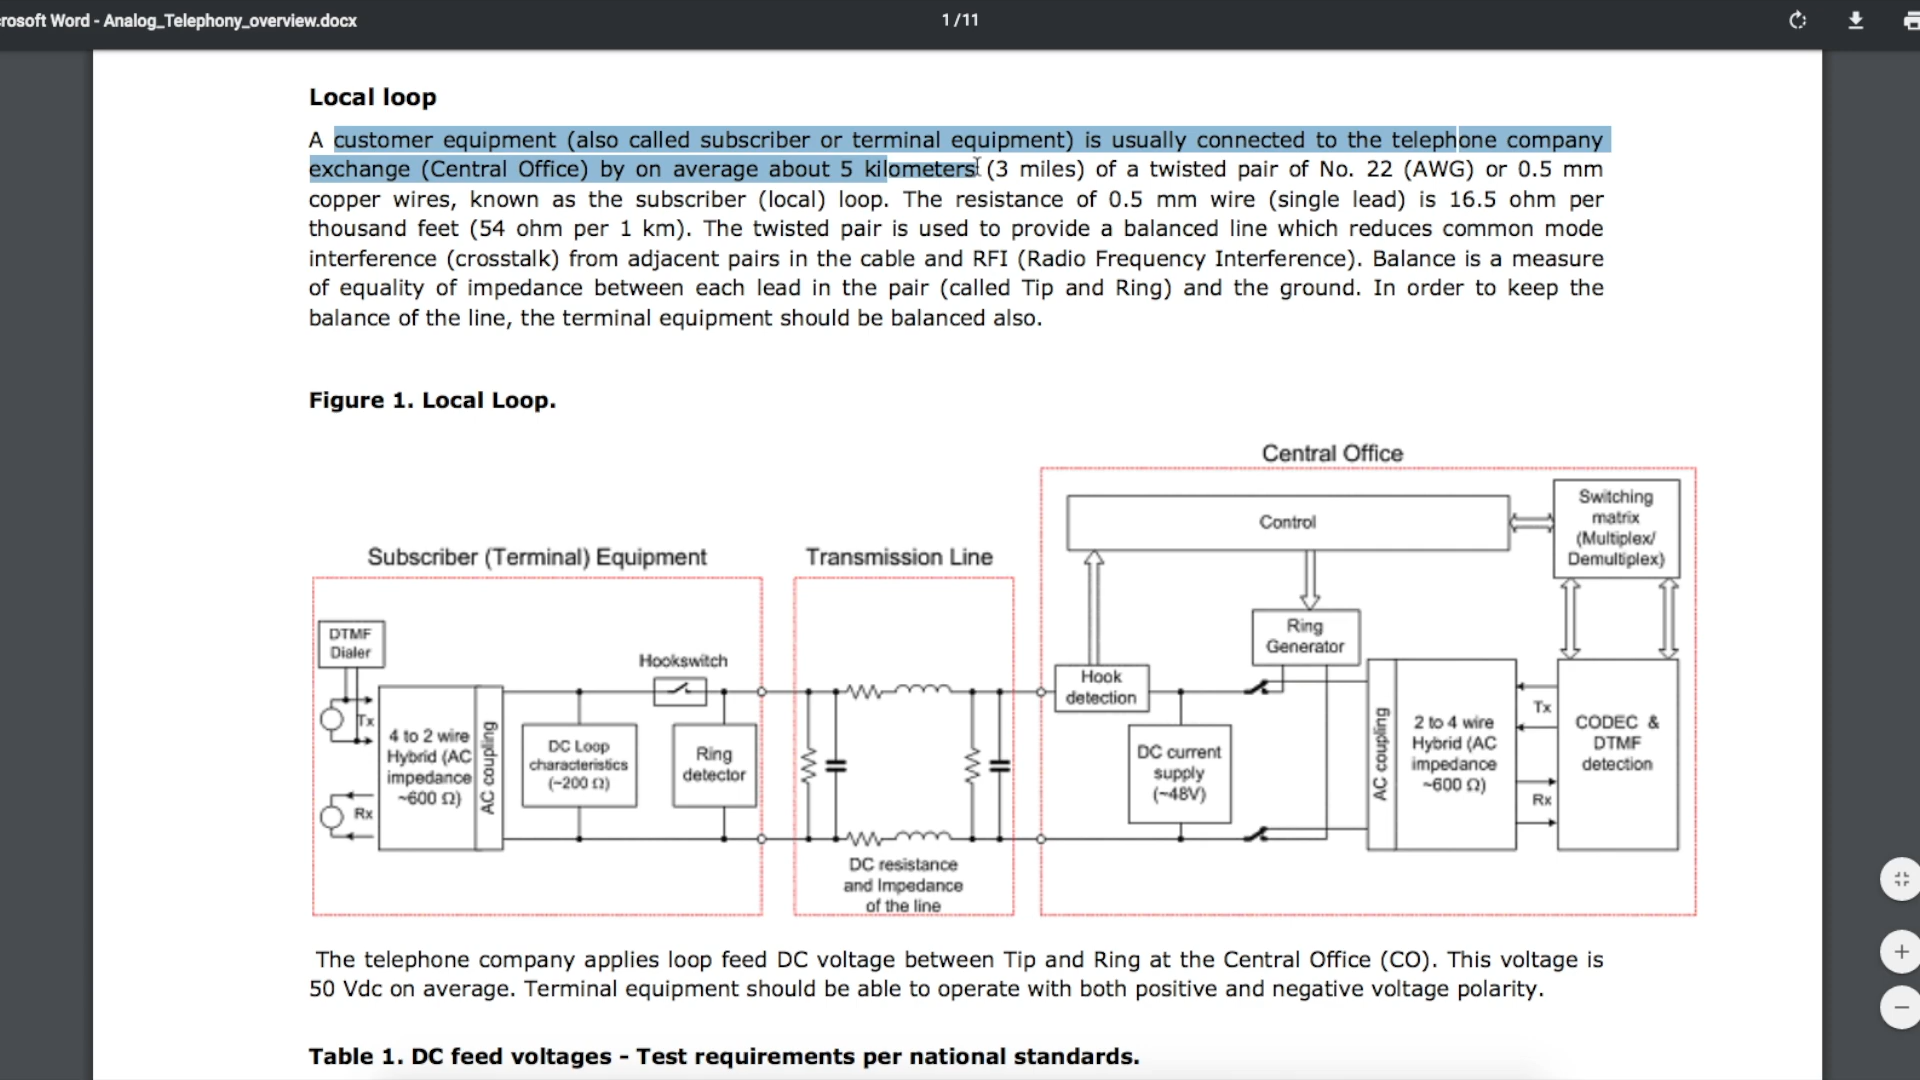 rosoft Word - Analog_Telephony_overview.docx
1 / 11
Local loop
A customer equipment (also called subscriber or terminal equipment) is usually connected to the telephone company
exchange (Central Office) by on average about 5 kilometers (3 miles) of a twisted pair of No. 22 (AWG) or 0.5 mm
copper wires, known as the subscriber (local) loop. The resistance of 0.5 mm wire (single lead) is 16.5 ohm per
thousand feet (54 ohm per 1 km). The twisted pair is used to provide a balanced line which reduces common mode
interference (crosstalk) from adjacent pairs in the cable and RFI (Radio Frequency Interference). Balance is a measure
of equality of impedance between each lead in the pair (called Tip and Ring) and the ground. In order to keep the
balance of the line, the terminal equipment should be balanced also.
Figure 1. Local Loop.
Subscriber (Terminal) Equipment
DTMF
Dialer
Tx
Rx
4 to 2 wire
Hybrid (AC
impedance
~600 Ω)
AC coupling
DC Loop
characteristics
(~200 Ω)
Hookswitch
Ring
detector
Transmission Line
DC resistance
and Impedance
of the line
Central Office
Control
Switching
matrix
(Multiplex/
Demultiplex)
Hook
detection
Ring
Generator
DC current
supply
(~48V)
AC coupling
2 to 4 wire
Hybrid (AC
impedance
~600 Ω)
Tx
Rx
CODEC &
DTMF
detection
The telephone company applies loop feed DC voltage between Tip and Ring at the Central Office (CO). This voltage is
50 Vdc on average. Terminal equipment should be able to operate with both positive and negative voltage polarity.
Table 1. DC feed voltages - Test requirements per national standards.